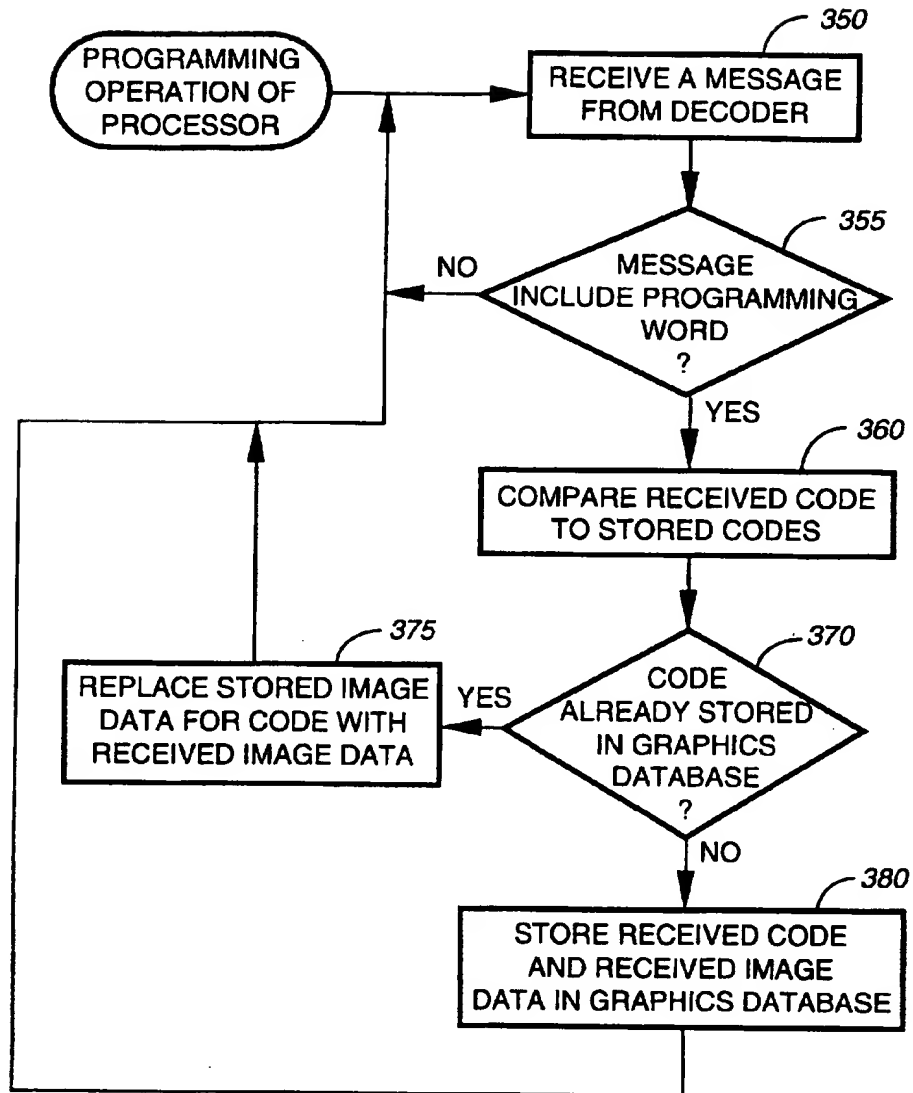 PROGRAMMING
OPERATION OF
PROCESSOR
350
RECEIVE A MESSAGE
FROM DECODER
355
MESSAGE
INCLUDE PROGRAMMING
WORD
?
NO
YES
360
COMPARE RECEIVED CODE
TO STORED CODES
370
CODE
ALREADY STORED
IN GRAPHICS
DATABASE
?
YES
375
REPLACE STORED IMAGE
DATA FOR CODE WITH
RECEIVED IMAGE DATA
NO
380
STORE RECEIVED CODE
AND RECEIVED IMAGE
DATA IN GRAPHICS DATABASE